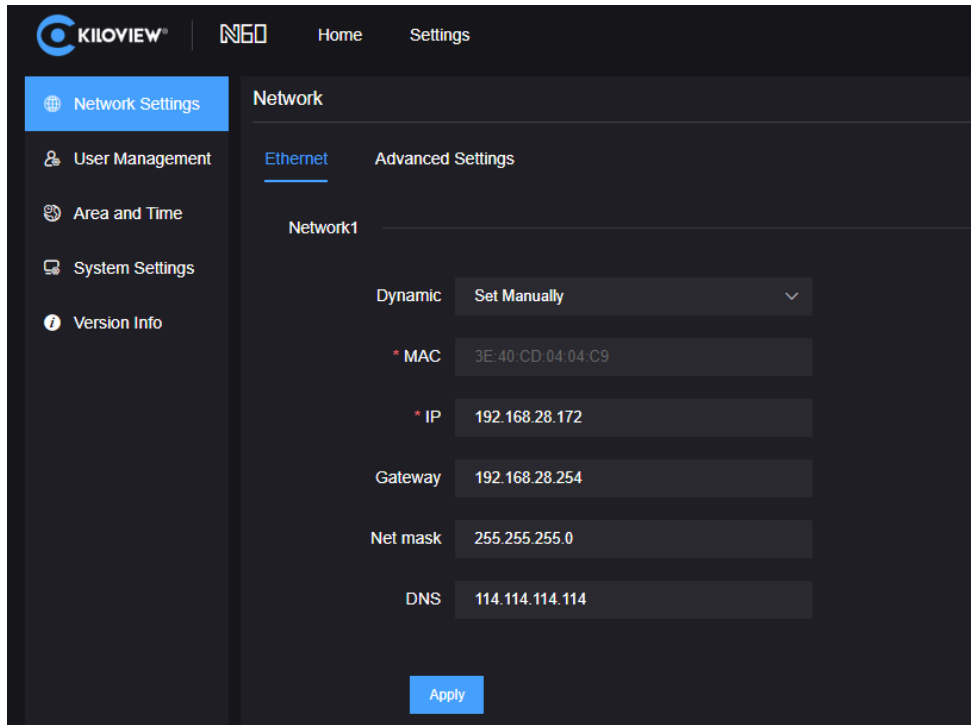 KILOVIEW® N60 Home Settings
Network Settings
User Management
Area and Time
System Settings
Version Info
Network
Ethernet Advanced Settings
Network1
Dynamic Set Manually
* MAC 3E:40:CD:04:04:C9
* IP 192.168.28.172
Gateway 192.168.28.254
Net mask 255.255.255.0
DNS 114.114.114.114
Apply